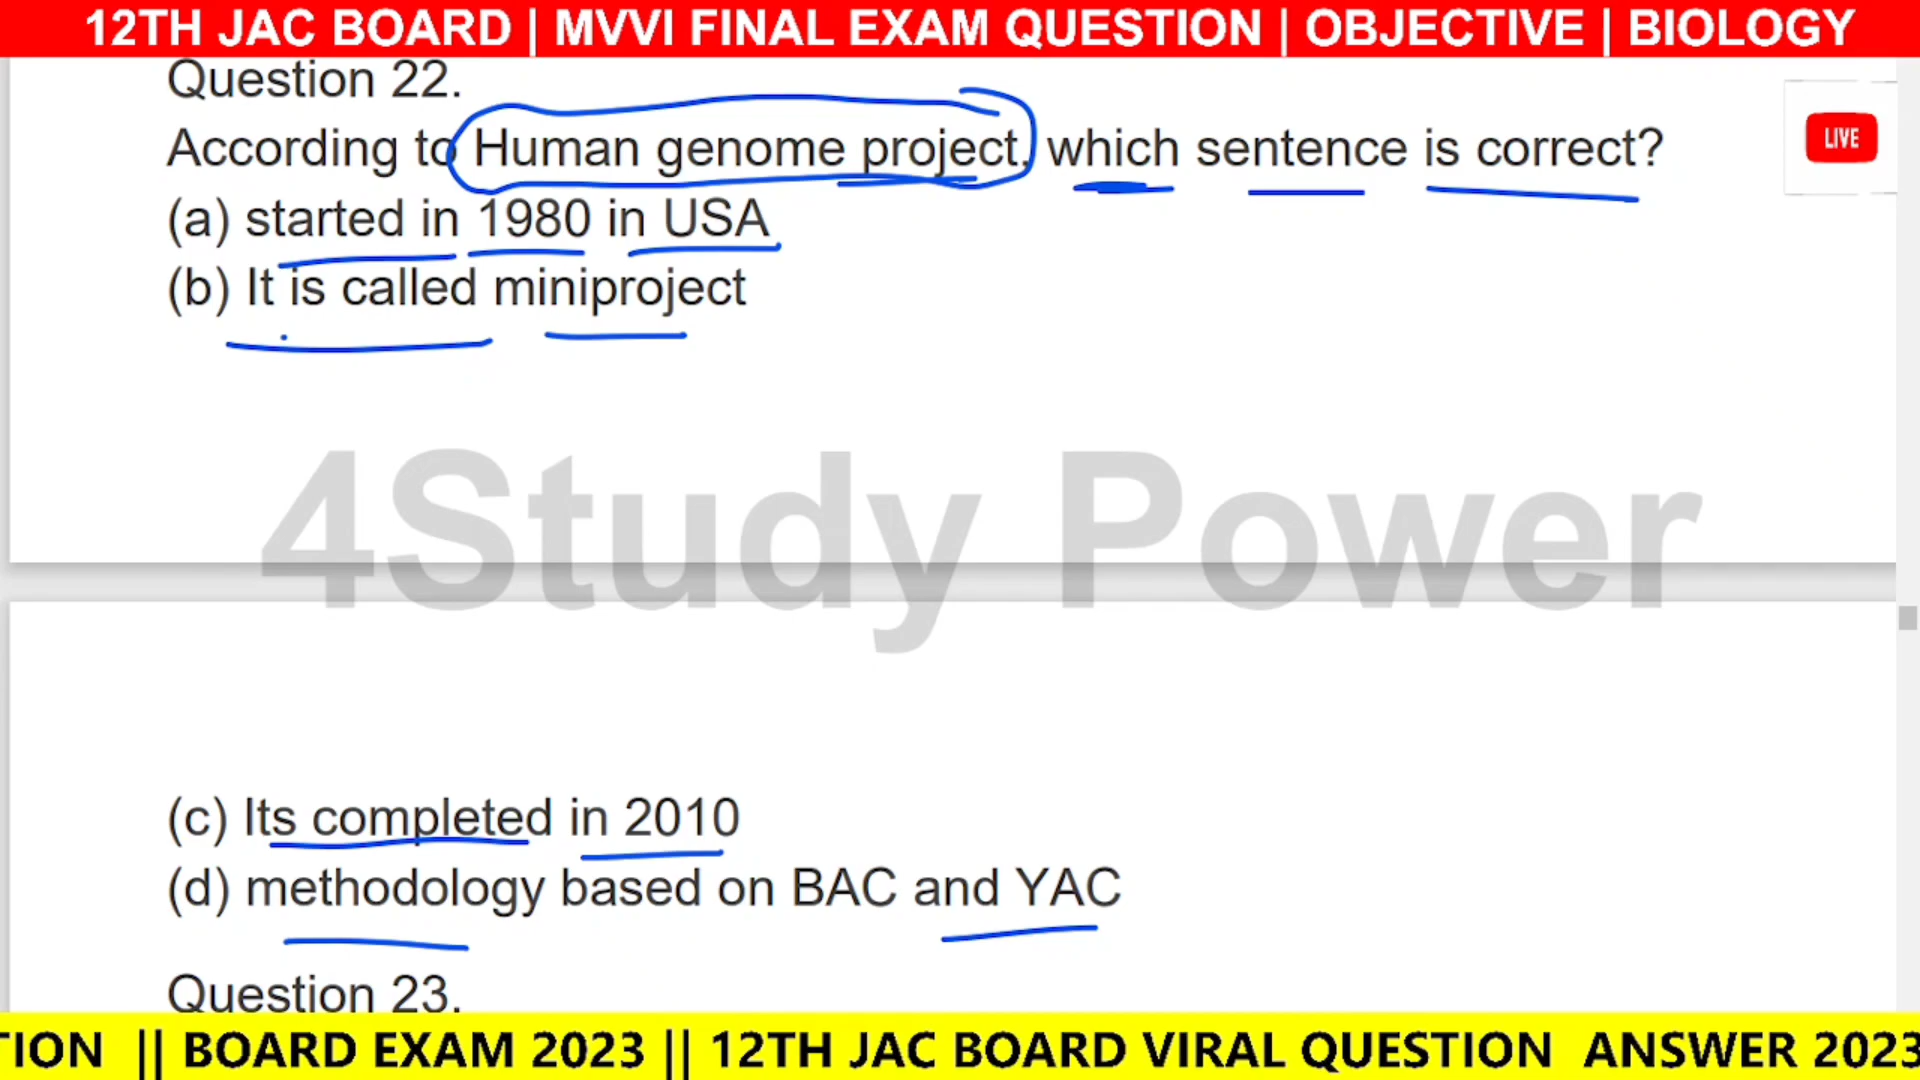 12TH JAC BOARD | MVVI FINAL EXAM QUESTION | OBJECTIVE | BIOLOGY
Question 22.
According to Human genome project, which sentence is correct?
LIVE
(a) started in 1980 in USA
(b) It is called miniproject
4Study Power
(c) Its completed in 2010
(d) methodology based on BAC and YAC
Question 23.
TION || BOARD EXAM 2023 || 12TH JAC BOARD VIRAL QUESTION ANSWER 2023